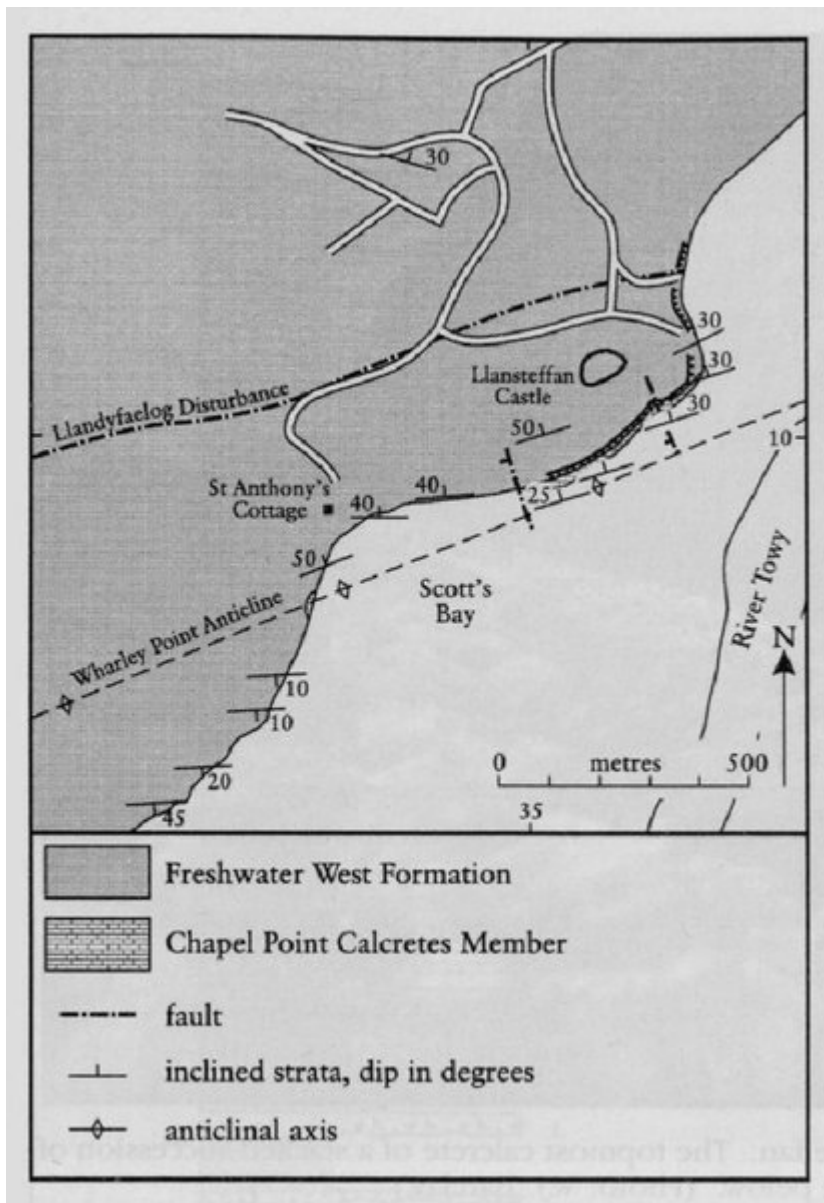 30
30
Llansteffan
Castle
30
30
50
10
Llandyfaelog Disturbance
St Anthony's
Cottage
40
40
25
50
Scott's
Bay
River Towy
N
Wharley Point Anticline
10
10
20
45
0 metres 500
35
Freshwater West Formation
Chapel Point Calcretes Member
fault
inclined strata, dip in degrees
anticlinal axis